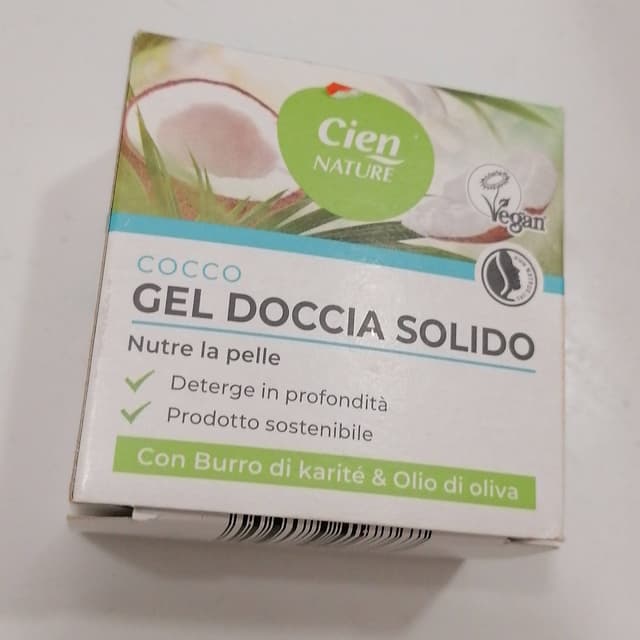 Cien
NATURE
Vegan
COCCO
GEL DOCCIA SOLIDO
Nutre la pelle
Deterge in profondità
Prodotto sostenibile
Con Burro di karité & Olio di oliva